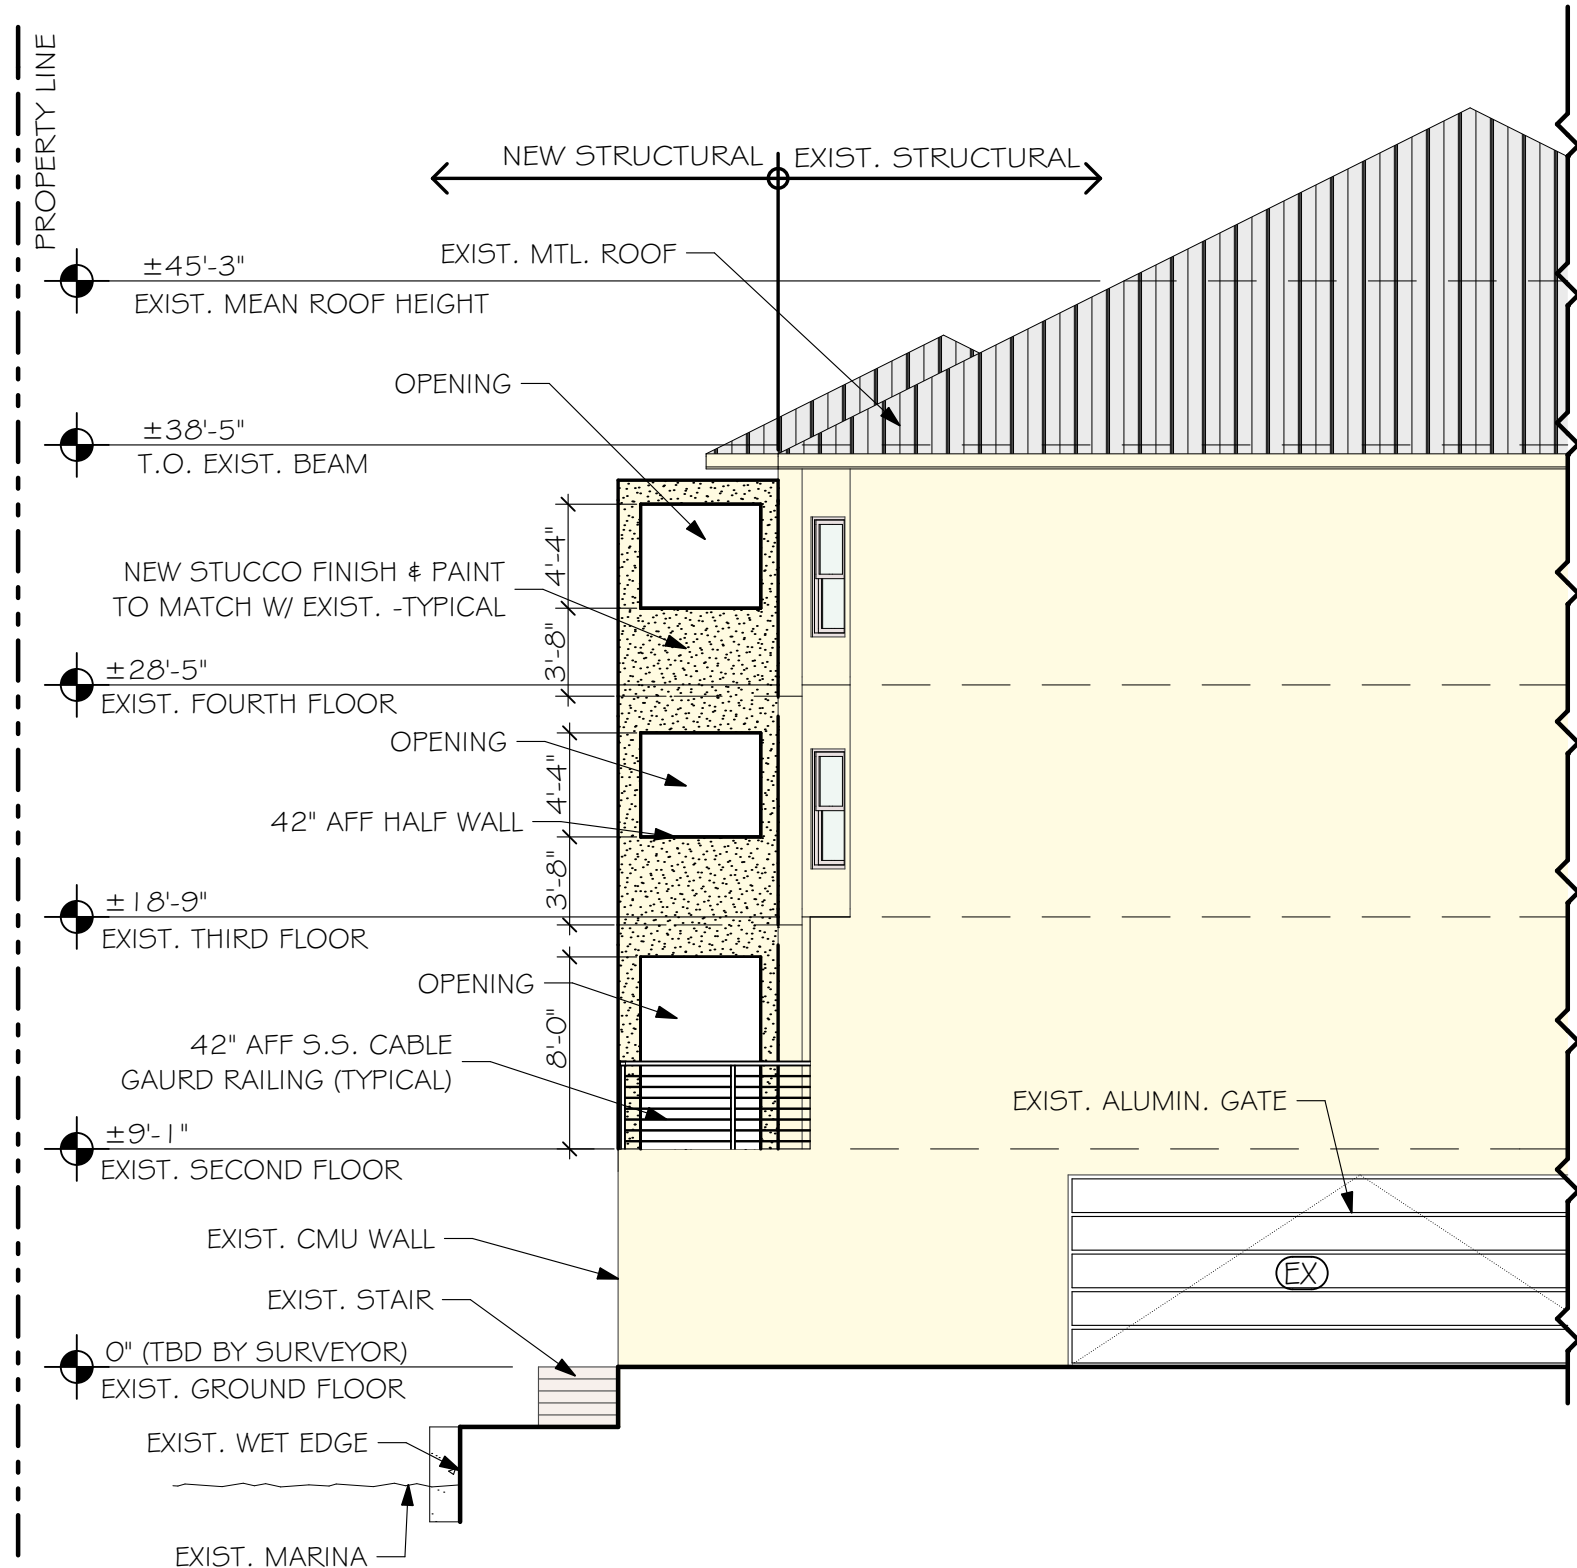 PROPERTY LINE
NEW STRUCTURAL
EXIST. STRUCTURAL
EXIST. MTL. ROOF
±45'-3"
EXIST. MEAN ROOF HEIGHT
OPENING
±38'-5"
T.O. EXIST. BEAM
4'-4"
NEW STUCCO FINISH & PAINT
TO MATCH W/ EXIST. -TYPICAL
3'-8"
±28'-5"
EXIST. FOURTH FLOOR
OPENING
4'-4"
42" AFF HALF WALL
3'-8"
±18'-9"
EXIST. THIRD FLOOR
OPENING
8'-0"
42" AFF S.S. CABLE
GAURD RAILING (TYPICAL)
EXIST. ALUMIN. GATE
±9'-1"
EXIST. SECOND FLOOR
EXIST. CMU WALL
EX
EXIST. STAIR
0" (TBD BY SURVEYOR)
EXIST. GROUND FLOOR
EXIST. WET EDGE
EXIST. MARINA